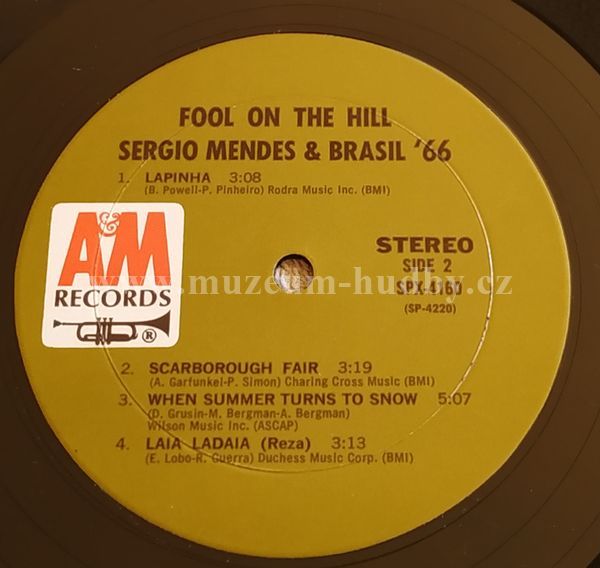 FOOL ON THE HILL
SERGIO MENDES & BRASIL '66
1. LAPINHA 3:08
(B. Powell-P. Pinheiro) Rodra Music Inc. (BMI)
A&M
RECORDS
®
STEREO
SIDE 2
SPX-4160
(SP-4220)
www.muzeum-hudby.cz
2. SCARBOROUGH FAIR 3:19
(A. Garfunkel-P. Simon) Charing Cross Music (BMI)
3. WHEN SUMMER TURNS TO SNOW 5:07
(D. Grusin-M. Bergman-A. Bergman)
Wilson Music Inc. (ASCAP)
4. LAIA LADAIA (Reza) 3:13
(E. Lobo-R. Guerra) Duchess Music Corp. (BMI)